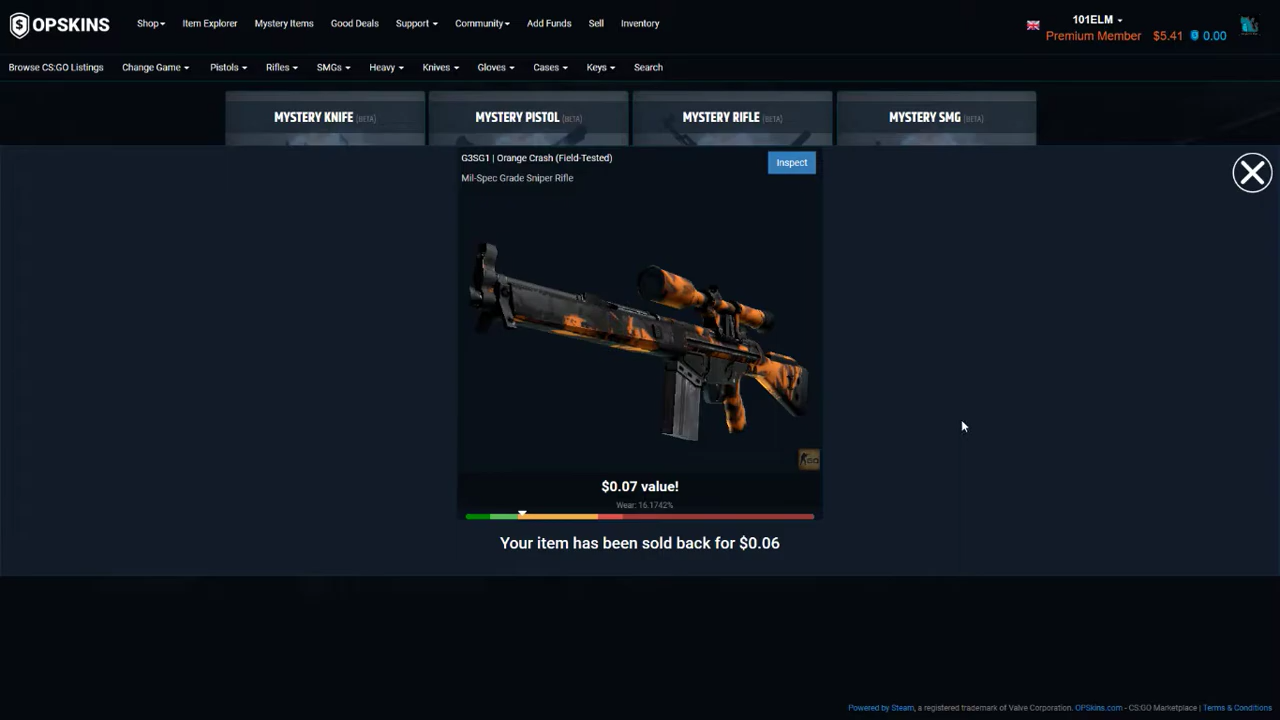 OPSKINS
Shop Item Explorer Mystery Items Good Deals Support Community Add Funds Sell Inventory
101ELM
Premium Member $5.41 0.00
Browse CS:GO Listings Change Game Pistols Rifles SMGs Heavy Knives Gloves Cases Keys Search
MYSTERY KNIFE (BETA) MYSTERY PISTOL (BETA) MYSTERY RIFLE (BETA) MYSTERY SMG (BETA)
G3SG1 | Orange Crash (Field-Tested)
Inspect
Mil-Spec Grade Sniper Rifle
$0.07 value!
Wear: 16.1742%
Your item has been sold back for $0.06
Powered by Steam, a registered trademark of Valve Corporation. OPSkins.com - CS:GO Marketplace | Terms & Conditions